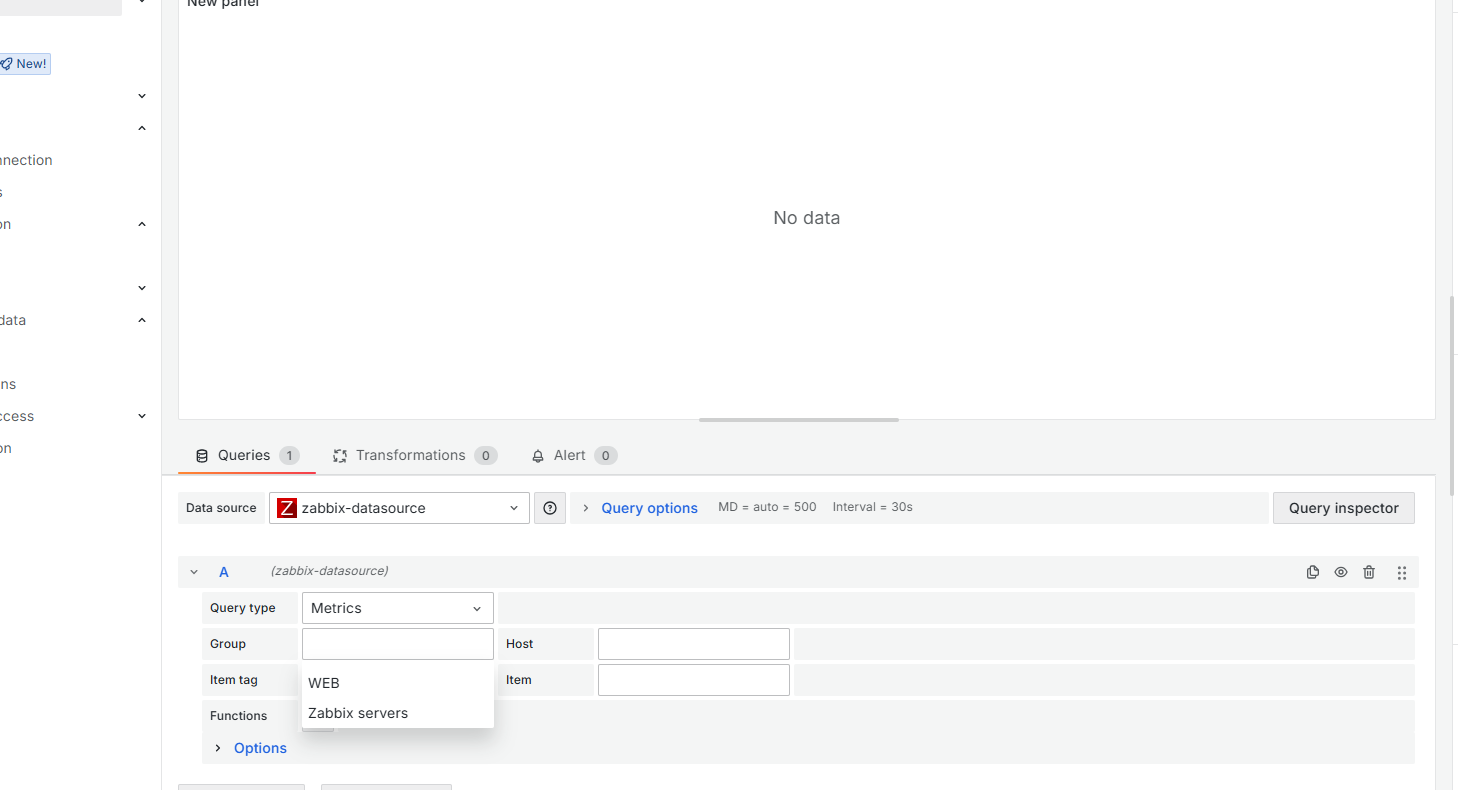 New panel
New!
nnection
s
on
data
ns
ccess
on
No data
Queries 1 Transformations 0 Alert 0
Data source Z zabbix-datasource Query options MD = auto = 500 Interval = 30s Query inspector
A (zabbix-datasource)
Query type Metrics
Group Host
Item tag WEB Item
Functions Zabbix servers
Options